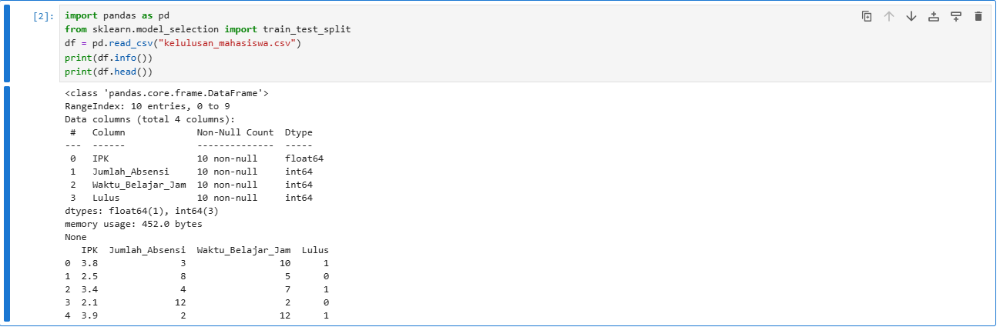 [2]:
import pandas as pd
from sklearn.model_selection import train_test_split
df = pd.read_csv("kelulusan_mahasiswa.csv")
print(df.info())
print(df.head())
<class 'pandas.core.frame.DataFrame'>
RangeIndex: 10 entries, 0 to 9
Data columns (total 4 columns):
 #   Column             Non-Null Count  Dtype
---  ------             --------------  -----
 0   IPK                10 non-null     float64
 1   Jumlah_Absensi     10 non-null     int64
 2   Waktu_Belajar_Jam  10 non-null     int64
 3   Lulus              10 non-null     int64
dtypes: float64(1), int64(3)
memory usage: 452.0 bytes
None
   IPK  Jumlah_Absensi  Waktu_Belajar_Jam  Lulus
0  3.8               3                 10      1
1  2.5               8                  5      0
2  3.4               4                  7      1
3  2.1              12                  2      0
4  3.9               2                 12      1